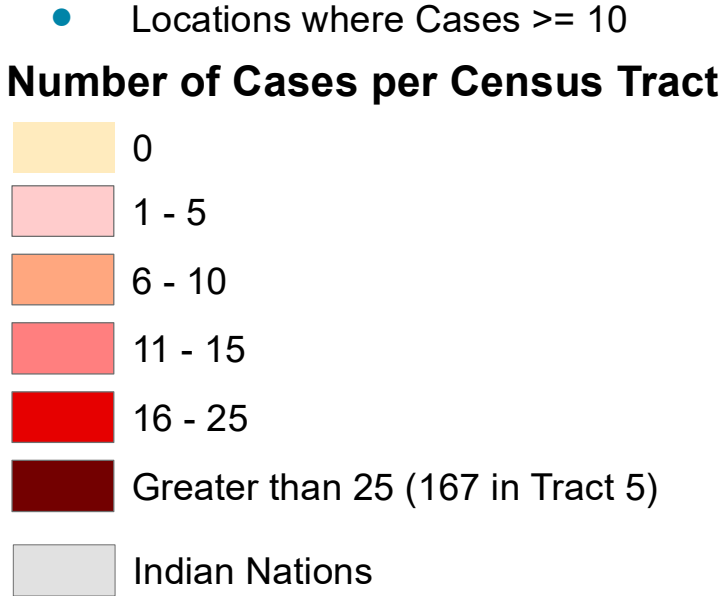 Locations where Cases >= 10
Number of Cases per Census Tract
0
1 - 5
6 - 10
11 - 15
16 - 25
Greater than 25 (167 in Tract 5)
Indian Nations